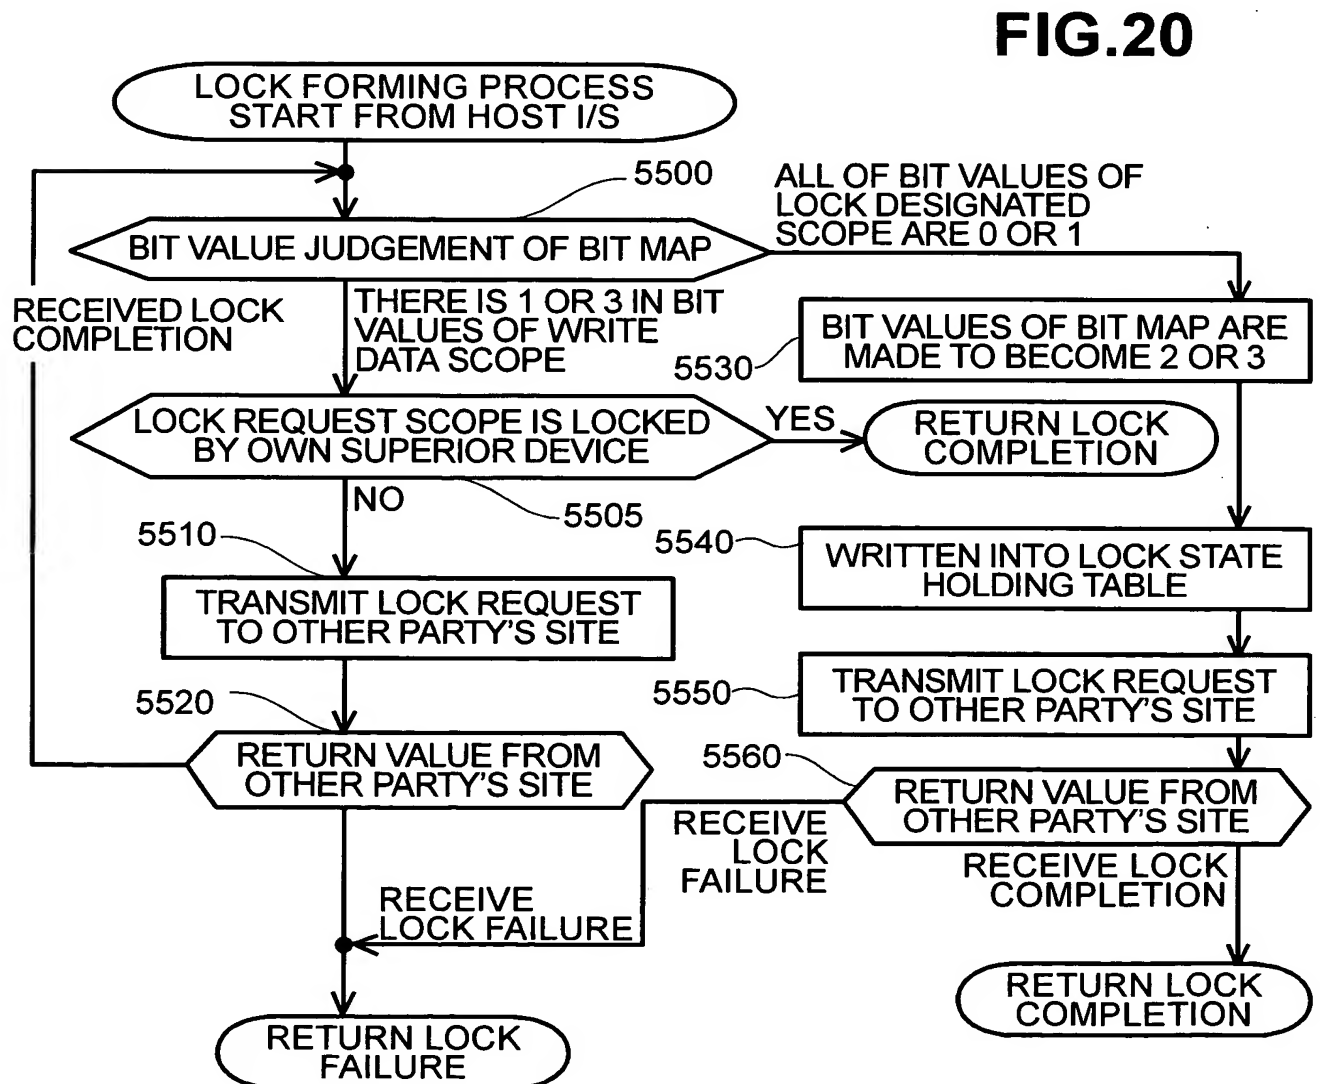 FIG.20
LOCK FORMING PROCESS
START FROM HOST I/S
5500
ALL OF BIT VALUES OF
LOCK DESIGNATED
SCOPE ARE 0 OR 1
BIT VALUE JUDGEMENT OF BIT MAP
RECEIVED LOCK
COMPLETION
THERE IS 1 OR 3 IN BIT
VALUES OF WRITE
DATA SCOPE
5530
BIT VALUES OF BIT MAP ARE
MADE TO BECOME 2 OR 3
LOCK REQUEST SCOPE IS LOCKED
BY OWN SUPERIOR DEVICE
YES
RETURN LOCK
COMPLETION
NO
5505
5510
TRANSMIT LOCK REQUEST
TO OTHER PARTY'S SITE
5540
WRITTEN INTO LOCK STATE
HOLDING TABLE
5550
TRANSMIT LOCK REQUEST
TO OTHER PARTY'S SITE
5520
RETURN VALUE FROM
OTHER PARTY'S SITE
5560
RETURN VALUE FROM
OTHER PARTY'S SITE
RECEIVE
LOCK
FAILURE
RECEIVE LOCK
COMPLETION
RECEIVE
LOCK FAILURE
RETURN LOCK
COMPLETION
RETURN LOCK
FAILURE